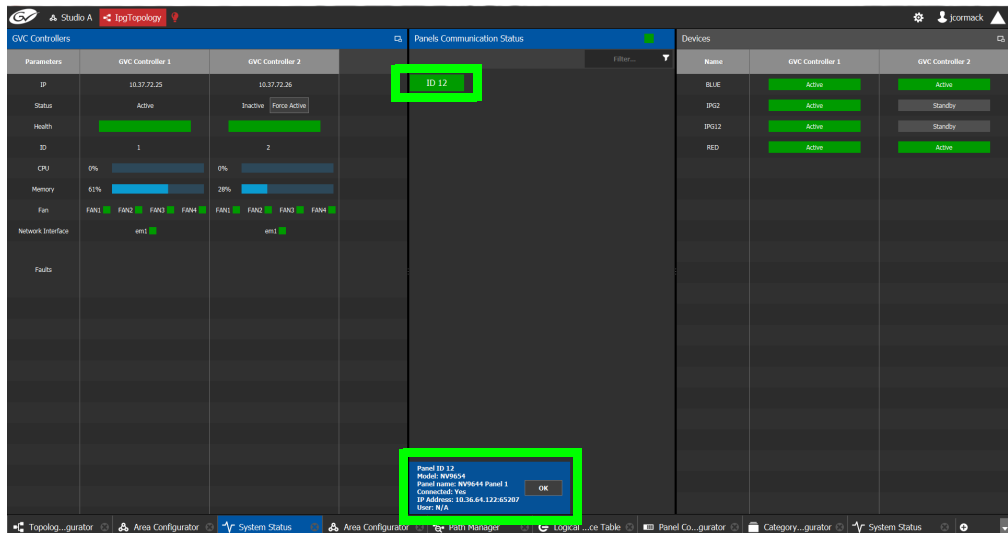 GV Studio A IpgTopology jcormack
GVC Controllers
Parameters GVC Controller 1 GVC Controller 2
IP 10.37.72.25 10.37.72.26
Status Active Inactive Force Active
Health
ID 1 2
CPU 0% 0%
Memory 61% 28%
Fan FAN1 FAN2 FAN3 FAN4 FAN1 FAN2 FAN3 FAN4
Network Interface em1 em1
Faults
Panels Communication Status
Filter...
ID 12
Panel ID 12
Model: NV9654
Panel name: NV9644 Panel 1
Connected: Yes
IP Address: 10.36.64.122:65207
User: N/A
OK
Devices
Name GVC Controller 1 GVC Controller 2
BLUE Active Active
IPG2 Active Standby
IPG12 Active Standby
RED Active Active
Topolog...gurator Area Configurator System Status Area Configurator Path Manager Logical ...ce Table Panel Co...gurator Category...gurator System Status